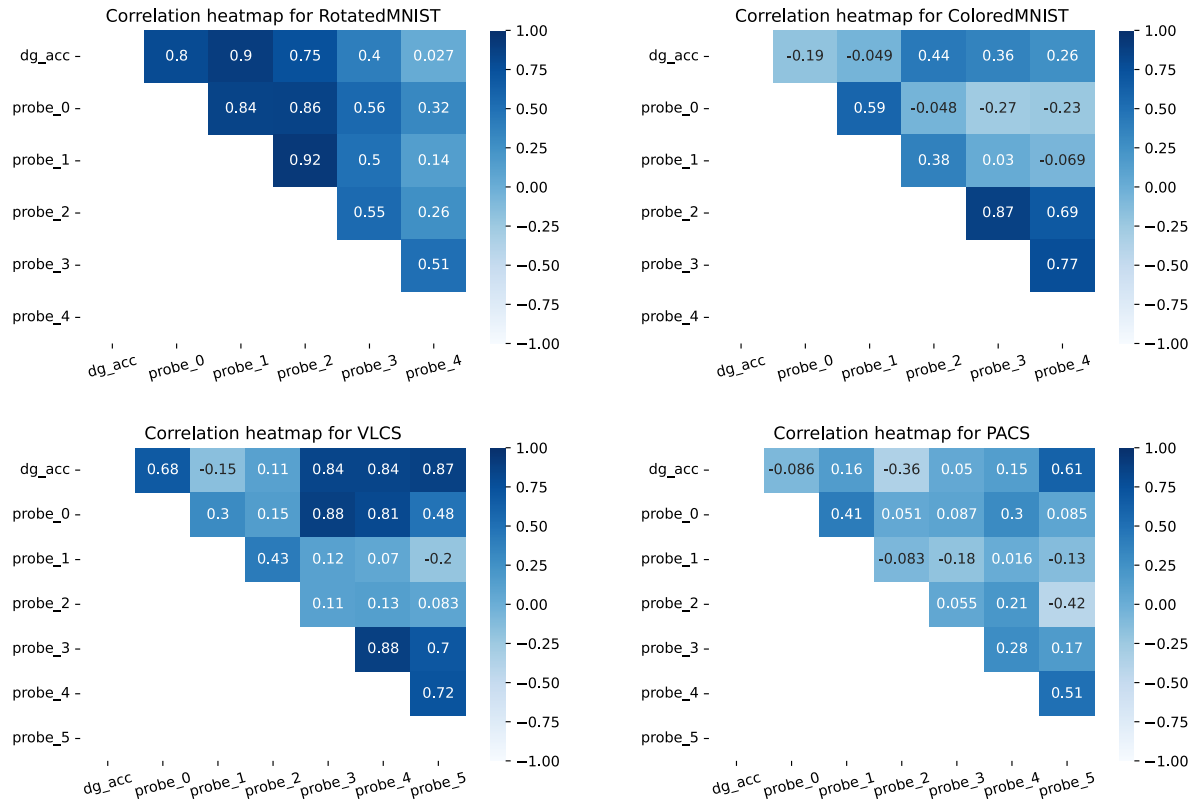 Correlation heatmap for RotatedMNIST
dg_acc 0.8 0.9 0.75 0.4 0.027
probe_0 0.84 0.86 0.56 0.32
probe_1 0.92 0.5 0.14
probe_2 0.55 0.26
probe_3 0.51
probe_4
dg_acc probe_0 probe_1 probe_2 probe_3 probe_4
1.00
0.75
0.50
0.25
0.00
−0.25
−0.50
−0.75
−1.00
Correlation heatmap for ColoredMNIST
dg_acc -0.19 -0.049 0.44 0.36 0.26
probe_0 0.59 -0.048 -0.27 -0.23
probe_1 0.38 0.03 -0.069
probe_2 0.87 0.69
probe_3 0.77
probe_4
dg_acc probe_0 probe_1 probe_2 probe_3 probe_4
1.00
0.75
0.50
0.25
0.00
−0.25
−0.50
−0.75
−1.00
Correlation heatmap for VLCS
dg_acc 0.68 -0.15 0.11 0.84 0.84 0.87
probe_0 0.3 0.15 0.88 0.81 0.48
probe_1 0.43 0.12 0.07 -0.2
probe_2 0.11 0.13 0.083
probe_3 0.88 0.7
probe_4 0.72
probe_5
dg_acc probe_0 probe_1 probe_2 probe_3 probe_4 probe_5
1.00
0.75
0.50
0.25
0.00
−0.25
−0.50
−0.75
−1.00
Correlation heatmap for PACS
dg_acc -0.086 0.16 -0.36 0.05 0.15 0.61
probe_0 0.41 0.051 0.087 0.3 0.085
probe_1 -0.083 -0.18 0.016 -0.13
probe_2 0.055 0.21 -0.42
probe_3 0.28 0.17
probe_4 0.51
probe_5
dg_acc probe_0 probe_1 probe_2 probe_3 probe_4 probe_5
1.00
0.75
0.50
0.25
0.00
−0.25
−0.50
−0.75
−1.00